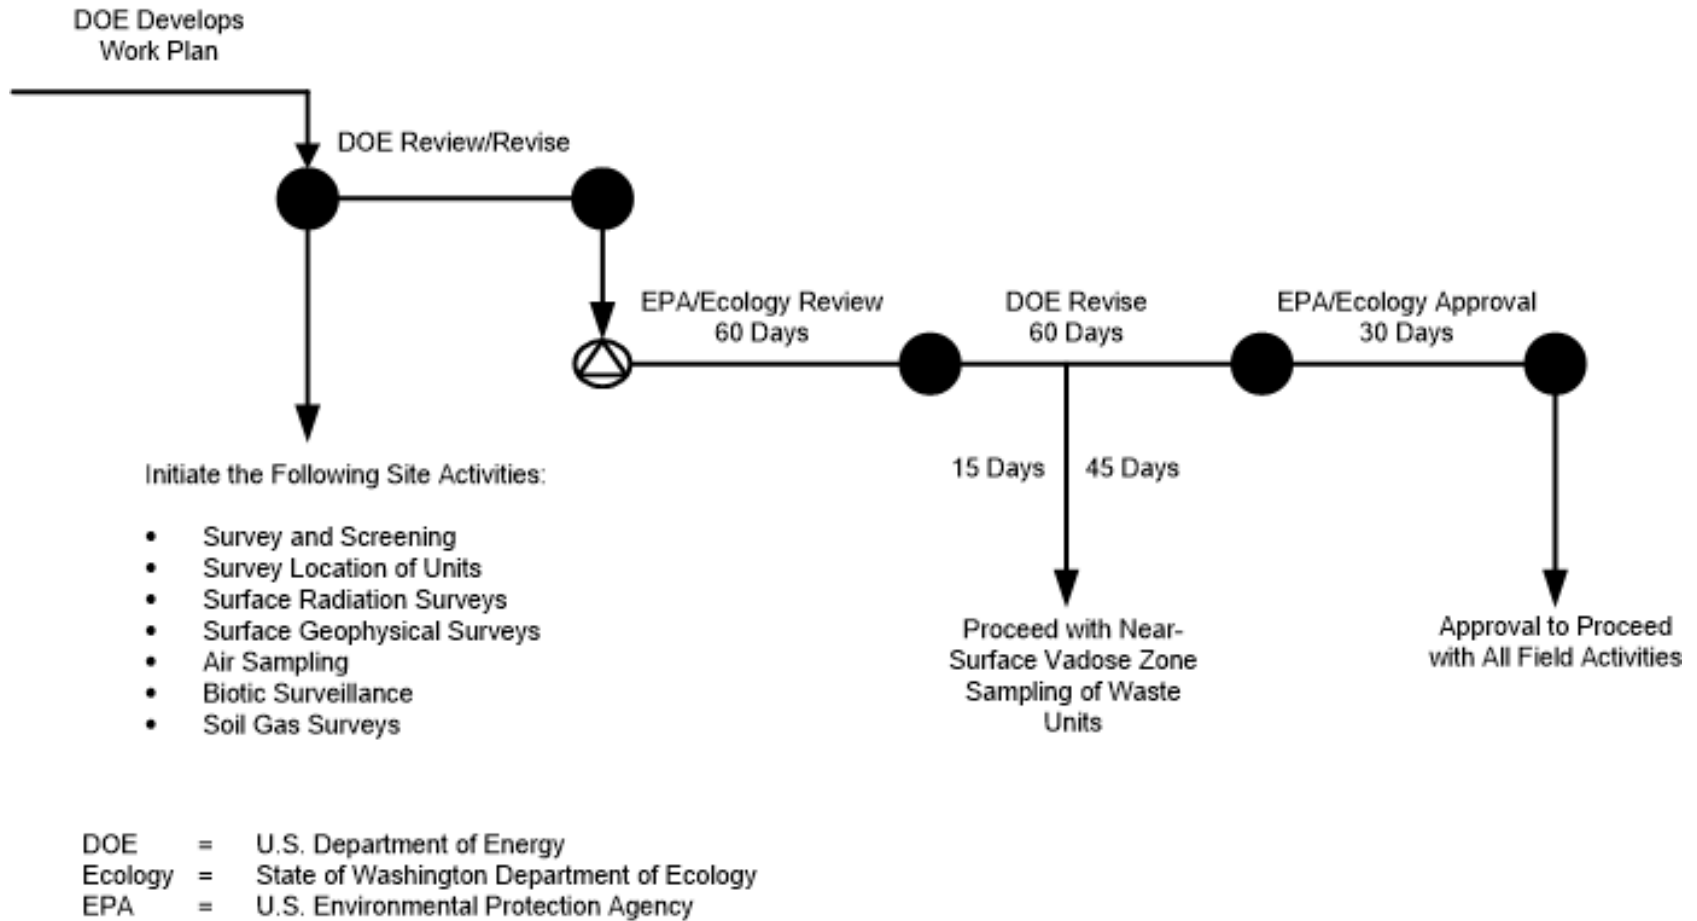 DOE Develops
Work Plan
DOE Review/Revise
EPA/Ecology Review
60 Days
DOE Revise
60 Days
EPA/Ecology Approval
30 Days
15 Days
45 Days
Initiate the Following Site Activities:
• Survey and Screening
• Survey Location of Units
• Surface Radiation Surveys
• Surface Geophysical Surveys
• Air Sampling
• Biotic Surveillance
• Soil Gas Surveys
Proceed with Near-
Surface Vadose Zone
Sampling of Waste
Units
Approval to Proceed
with All Field Activities
DOE = U.S. Department of Energy
Ecology = State of Washington Department of Ecology
EPA = U.S. Environmental Protection Agency